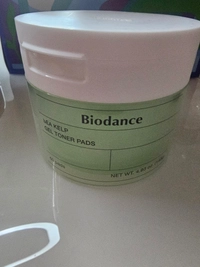 Biodance
SEA KELP
GEL TONER PADS
NET WT.